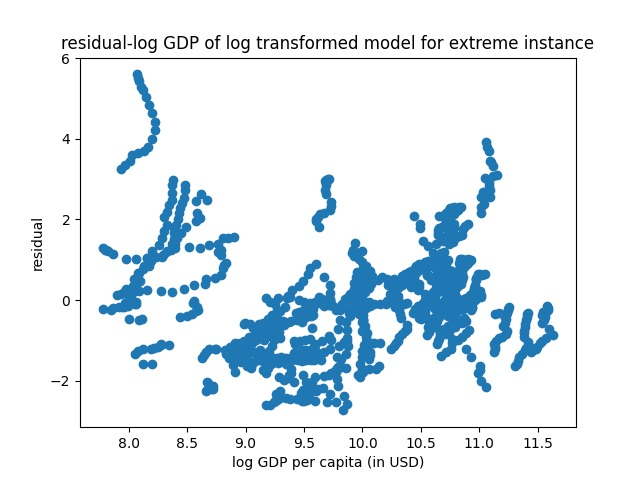 residual-log GDP of log transformed model for extreme instance
6
4
2
0
−2
residual
8.0 8.5 9.0 9.5 10.0 10.5 11.0 11.5
log GDP per capita (in USD)